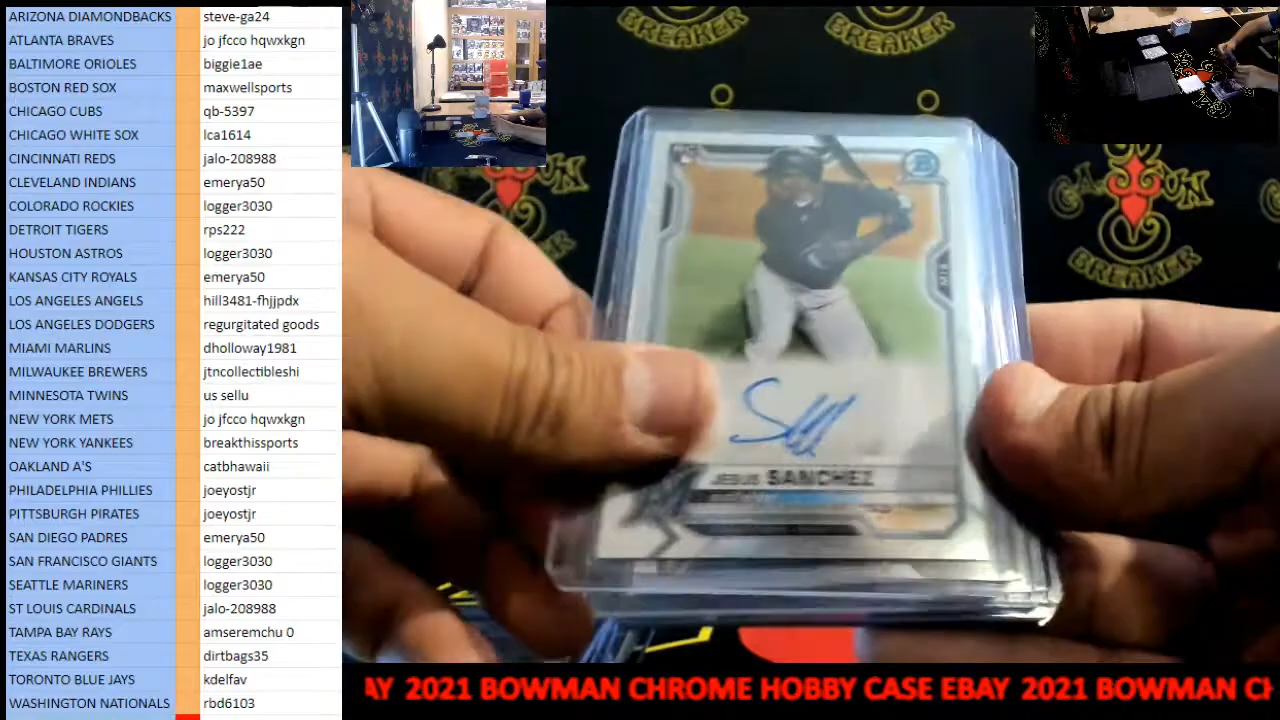 ARIZONA DIAMONDBACKS steve-ga24
ATLANTA BRAVES jo jfcco hqwxkgn
BALTIMORE ORIOLES biggie1ae
BOSTON RED SOX maxwellsports
CHICAGO CUBS qb-5397
CHICAGO WHITE SOX lca1614
CINCINNATI REDS jalo-208988
CLEVELAND INDIANS emerya50
COLORADO ROCKIES logger3030
DETROIT TIGERS rps222
HOUSTON ASTROS logger3030
KANSAS CITY ROYALS emerya50
LOS ANGELES ANGELS hill3481-fhjjpdx
LOS ANGELES DODGERS regurgitated goods
MIAMI MARLINS dholloway1981
MILWAUKEE BREWERS jtncollectibleshi
MINNESOTA TWINS us sellu
NEW YORK METS jo jfcco hqwxkgn
NEW YORK YANKEES breakthissports
OAKLAND A'S catbhawaii
PHILADELPHIA PHILLIES joeyostjr
PITTSBURGH PIRATES joeyostjr
SAN DIEGO PADRES emerya50
SAN FRANCISCO GIANTS logger3030
SEATTLE MARINERS logger3030
ST LOUIS CARDINALS jalo-208988
TAMPA BAY RAYS amseremchu 0
TEXAS RANGERS dirtbags35
TORONTO BLUE JAYS kdelfav
WASHINGTON NATIONALS rbd6103
BREAKER
BREAKER
CAJUN
BREAKER
BREAKER
MIA
JESUS SANCHEZ
AY 2021 BOWMAN CHROME HOBBY CASE EBAY 2021 BOWMAN CH